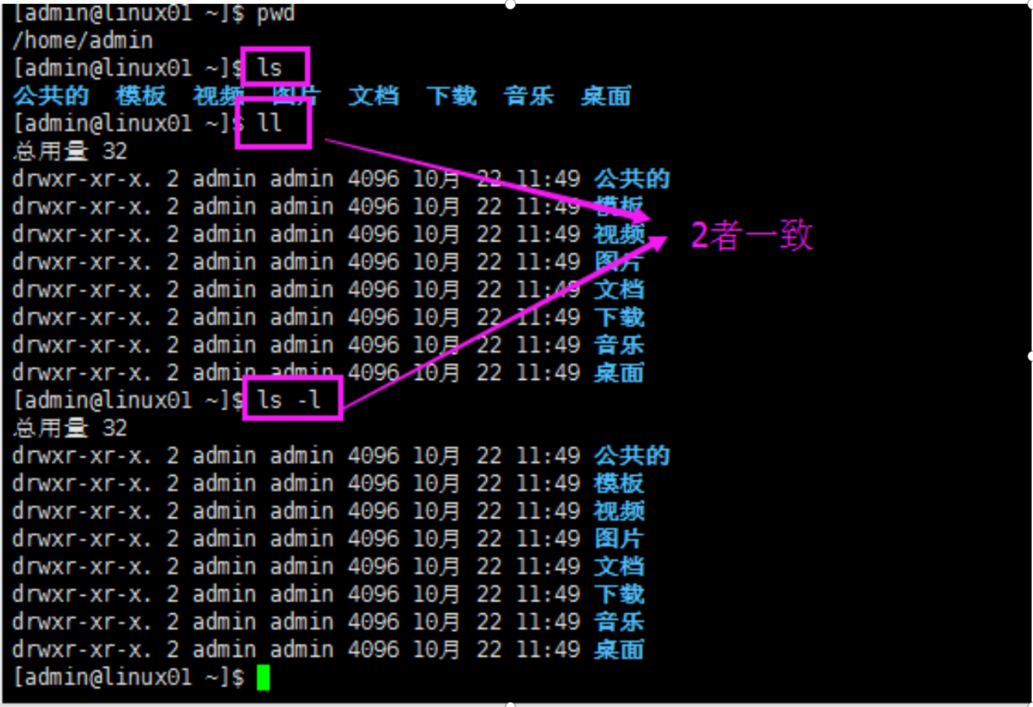 [admin@linux01 ~]$ pwd
/home/admin
[admin@linux01 ~]$ ls
公共的 模板 视频 图片 文档 下载 音乐 桌面
[admin@linux01 ~]$ ll
总用量 32
drwxr-xr-x. 2 admin admin 4096 10月 22 11:49 公共的
drwxr-xr-x. 2 admin admin 4096 10月 22 11:49 模板
drwxr-xr-x. 2 admin admin 4096 10月 22 11:49 视频
2者一致
drwxr-xr-x. 2 admin admin 4096 10月 22 11:49 图片
drwxr-xr-x. 2 admin admin 4096 10月 22 11:49 文档
drwxr-xr-x. 2 admin admin 4096 10月 22 11:49 下载
drwxr-xr-x. 2 admin admin 4096 10月 22 11:49 音乐
drwxr-xr-x. 2 admin admin 4096 10月 22 11:49 桌面
[admin@linux01 ~]$ ls -l
总用量 32
drwxr-xr-x. 2 admin admin 4096 10月 22 11:49 公共的
drwxr-xr-x. 2 admin admin 4096 10月 22 11:49 模板
drwxr-xr-x. 2 admin admin 4096 10月 22 11:49 视频
drwxr-xr-x. 2 admin admin 4096 10月 22 11:49 图片
drwxr-xr-x. 2 admin admin 4096 10月 22 11:49 文档
drwxr-xr-x. 2 admin admin 4096 10月 22 11:49 下载
drwxr-xr-x. 2 admin admin 4096 10月 22 11:49 音乐
drwxr-xr-x. 2 admin admin 4096 10月 22 11:49 桌面
[admin@linux01 ~]$